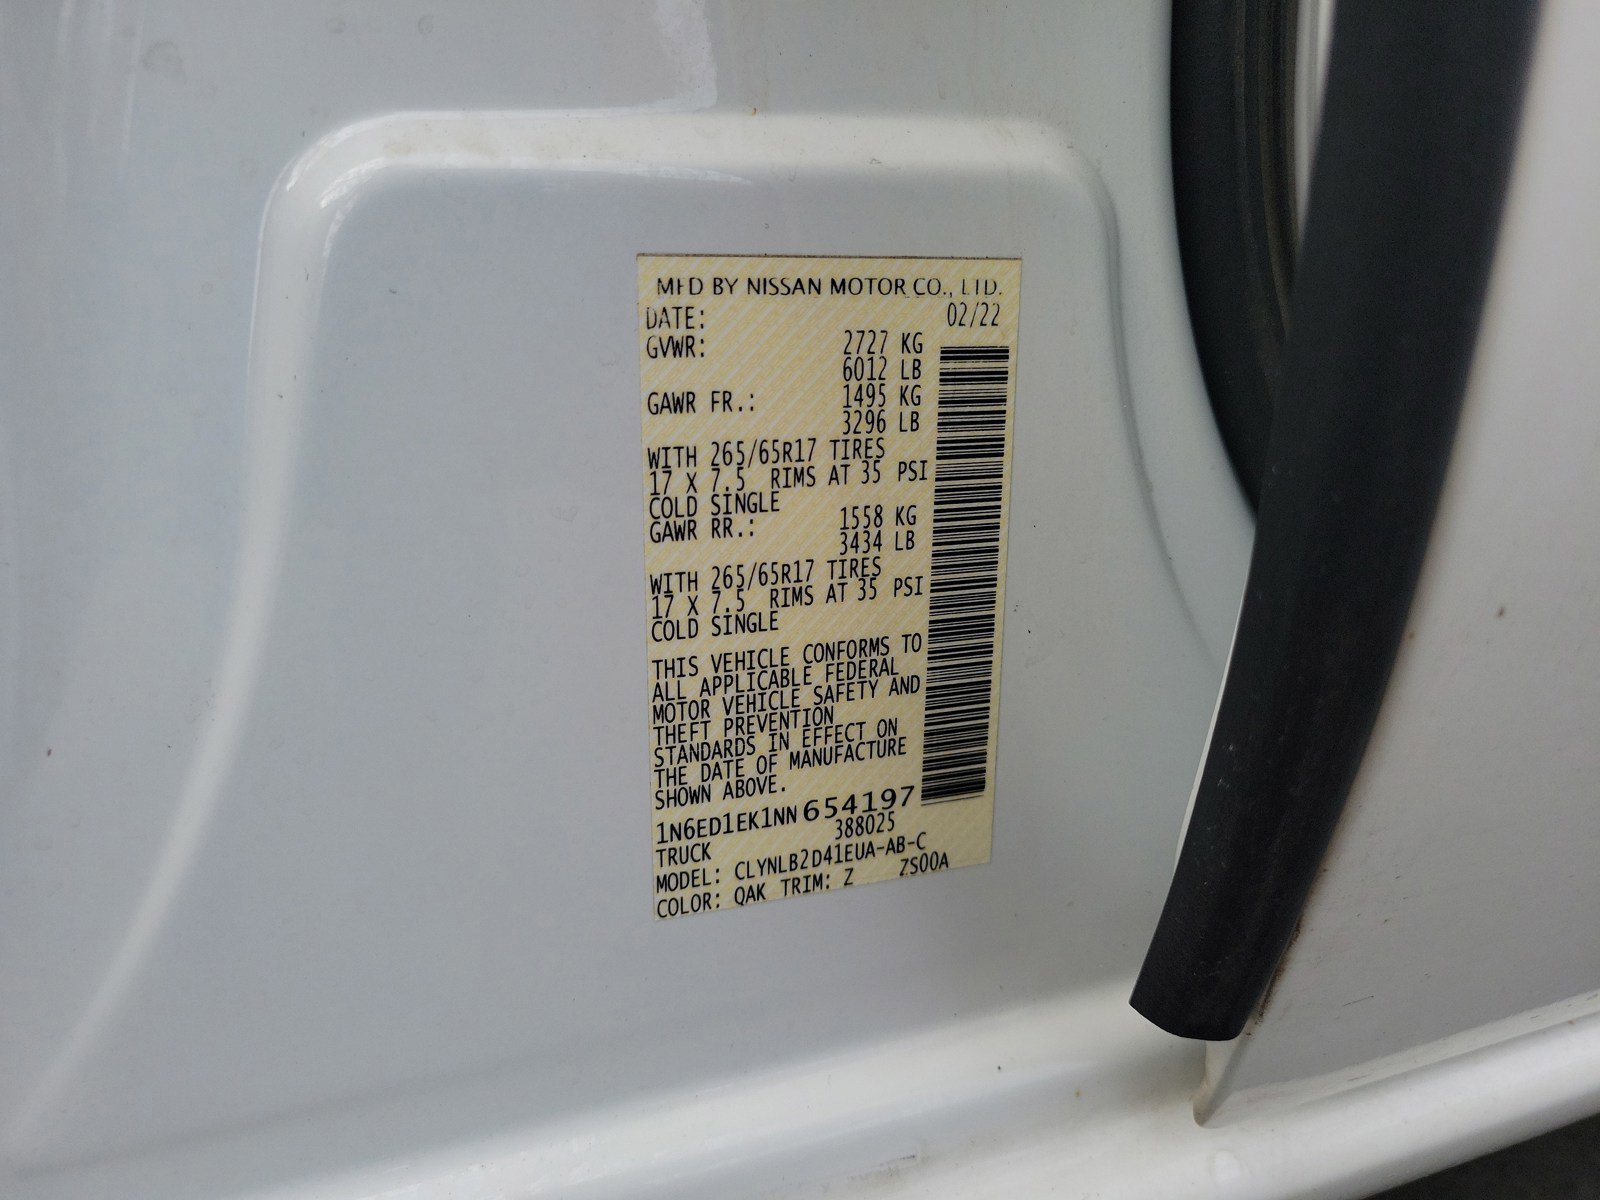 MFD BY NISSAN MOTOR CO., LTD.
DATE: 02/22
GVWR: 2727 KG
6012 LB
GAWR FR.: 1495 KG
3296 LB
WITH 265/65R17 TIRES
17 X 7.5 RIMS AT 35 PSI
COLD SINGLE
GAWR RR.: 1558 KG
3434 LB
WITH 265/65R17 TIRES
17 X 7.5 RIMS AT 35 PSI
COLD SINGLE
THIS VEHICLE CONFORMS TO
ALL APPLICABLE FEDERAL
MOTOR VEHICLE SAFETY AND
THEFT PREVENTION
STANDARDS IN EFFECT ON
THE DATE OF MANUFACTURE
SHOWN ABOVE.
1N6ED1EK1NN654197
TRUCK 388025
MODEL: CLYNLB2D41EUA-AB-C
COLOR: QAK TRIM: Z ZS00A